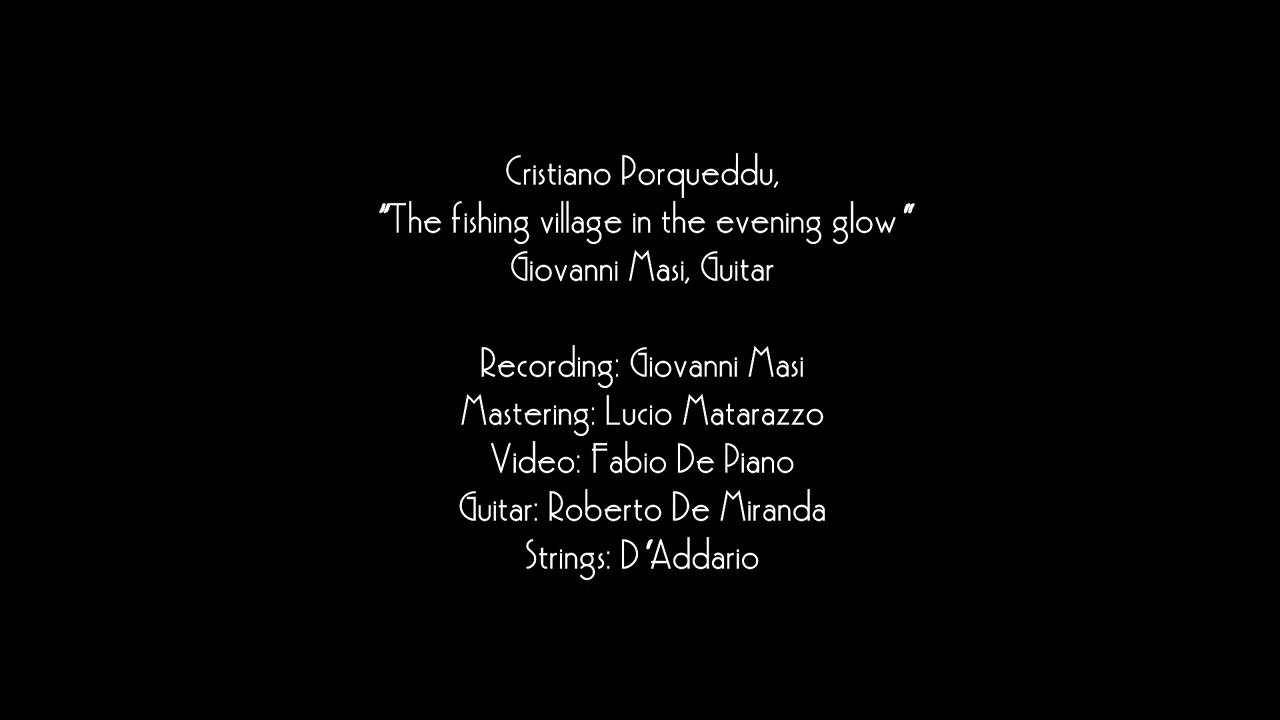 Cristiano Porqueddu,
"The fishing village in the evening glow"
Giovanni Masi, Guitar
Recording: Giovanni Masi
Mastering: Lucio Matarazzo
Video: Fabio De Piano
Guitar: Roberto De Miranda
Strings: D'Addario